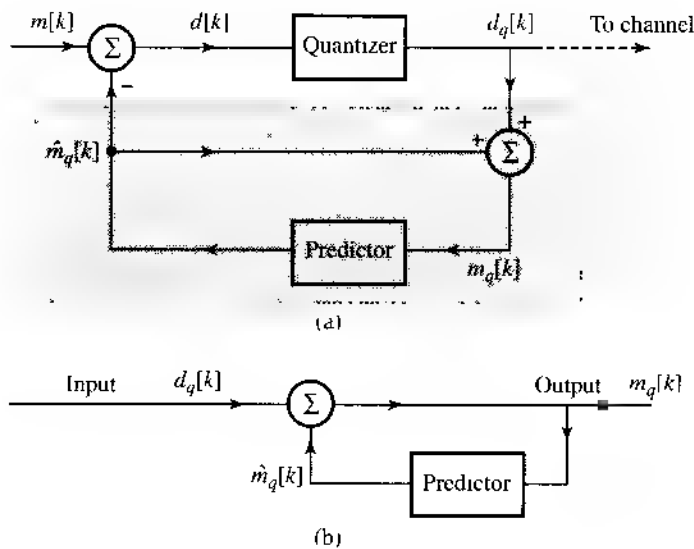 m[k] d[k] d_q[k] To channel
Σ Quantizer
−
+
m̂_q[k] + Σ
Predictor
m_q[k]
(a)
Input d_q[k] Output m_q[k]
Σ
m̂_q[k] Predictor
(b)